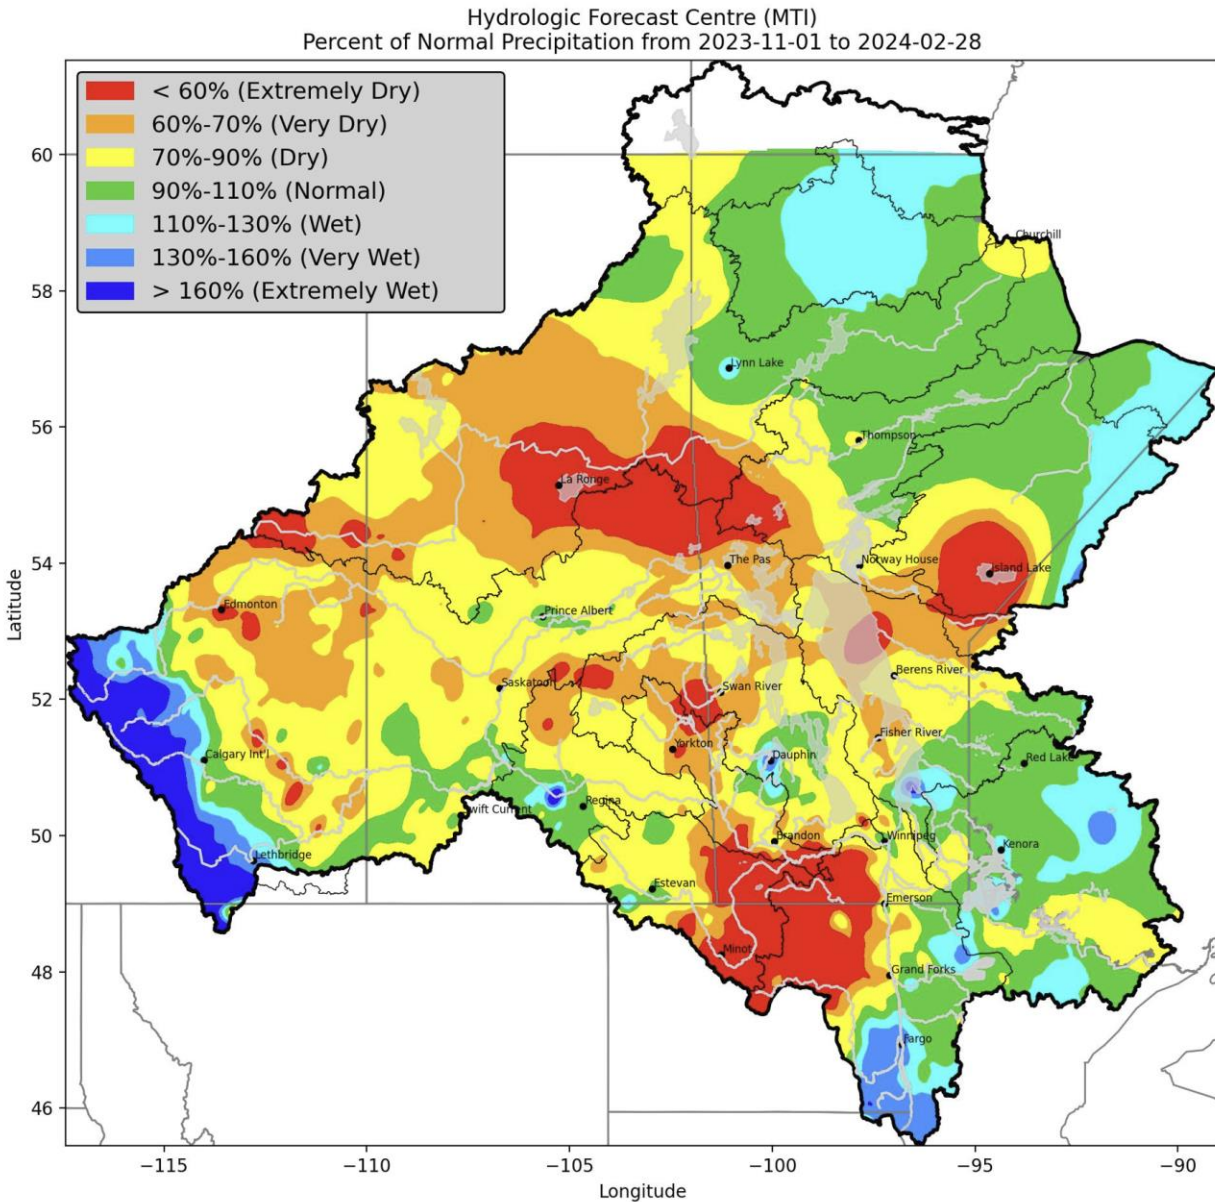 Hydrologic Forecast Centre (MTI)
Percent of Normal Precipitation from 2023-11-01 to 2024-02-28
< 60% (Extremely Dry)
60%-70% (Very Dry)
70%-90% (Dry)
90%-110% (Normal)
110%-130% (Wet)
130%-160% (Very Wet)
> 160% (Extremely Wet)
60
58
56
54
52
50
48
46
Latitude
Churchill
Lynn Lake
Thompson
La Ronge
The Pas
Norway House
Island Lake
Edmonton
Prince Albert
Berens River
Saskatoon
Swan River
Fisher River
Yorkton
Calgary Int'l
Dauphin
Red Lake
Regina
wift Current
Brandon
Winnipeg
Kenora
Lethbridge
Estevan
Emerson
Minot
Grand Forks
Fargo
−115
−110
−105
−100
−95
−90
Longitude